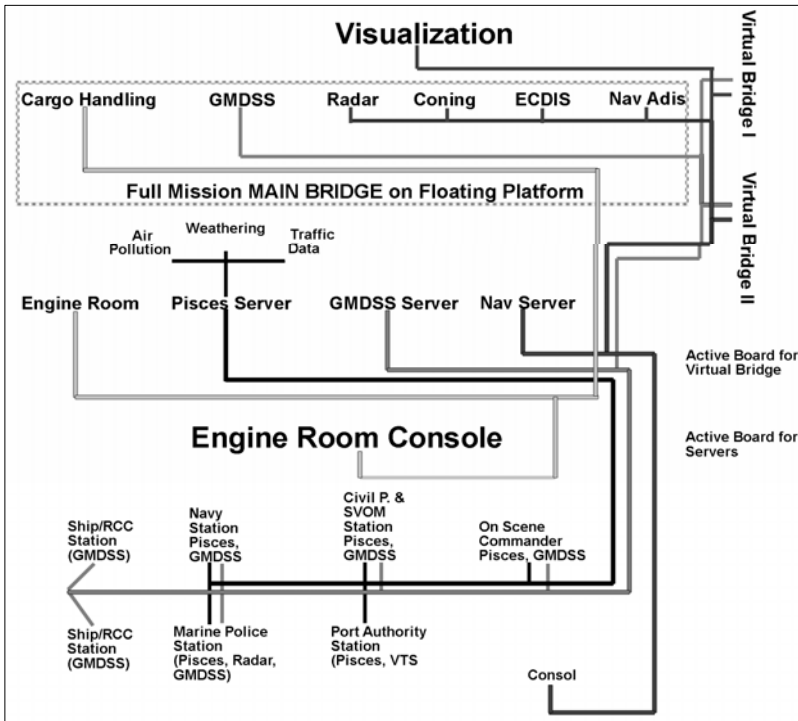 Visualization
Virtual Bridge I
Cargo Handling
GMDSS
Radar
Coning
ECDIS
Nav Adis
Full Mission MAIN BRIDGE on Floating Platform
Virtual Bridge II
Air
Pollution
Weathering
Traffic
Data
Engine Room
Pisces Server
GMDSS Server
Nav Server
Active Board for
Virtual Bridge
Engine Room Console
Active Board for
Servers
Ship/RCC
Station
(GMDSS)
Navy
Station
Pisces,
GMDSS
Civil P. &
SVOM
Station
Pisces,
GMDSS
On Scene
Commander
Pisces, GMDSS
Ship/RCC
Station
(GMDSS)
Marine Police
Station
(Pisces, Radar,
GMDSS)
Port Authority
Station
(Pisces, VTS
Consol